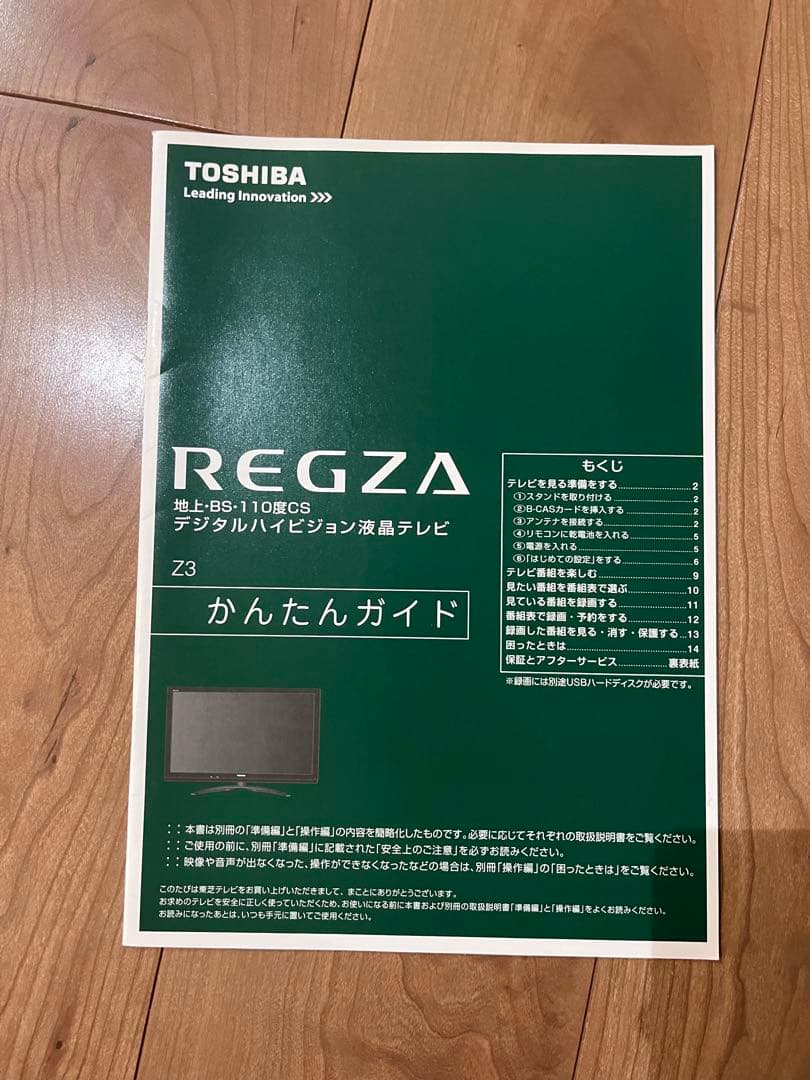 TOSHIBA
Leading Innovation >>>
REGZA
地上・BS・110度CS
デジタルハイビジョン液晶テレビ
Z3
かんたんガイド
もくじ
テレビを見る準備をする 2
①スタンドを取り付ける 2
②B-CASカードを挿入する 2
③アンテナを接続する 2
④リモコンに乾電池を入れる 5
⑤電源を入れる 5
⑥「はじめての設定」をする 6
テレビ番組を楽しむ 9
見たい番組を番組表で選ぶ 10
見ている番組を録画する 11
番組表で録画・予約をする 12
録画した番組を見る・消す・保護する 13
困ったときは 14
保証とアフターサービス 裏表紙
※録画には別途USBハードディスクが必要です。
：：本書は別冊の「準備編」と「操作編」の内容を簡略化したものです。必要に応じてそれぞれの取扱説明書をご覧ください。
：：ご使用の前に、別冊「準備編」に記載された「安全上のご注意」を必ずお読みください。
：：映像や音声が出なくなった、操作ができなくなったなどの場合は、別冊「操作編」の「困ったときは」をご覧ください。
このたびは東芝テレビをお買い上げいただきまして、まことにありがとうございます。
お求めのテレビを安全に正しく使っていただくため、お使いになる前に本書および別冊の取扱説明書「準備編」と「操作編」をよくお読みください。
お読みになったあとは、いつも手元に置いてご使用ください。